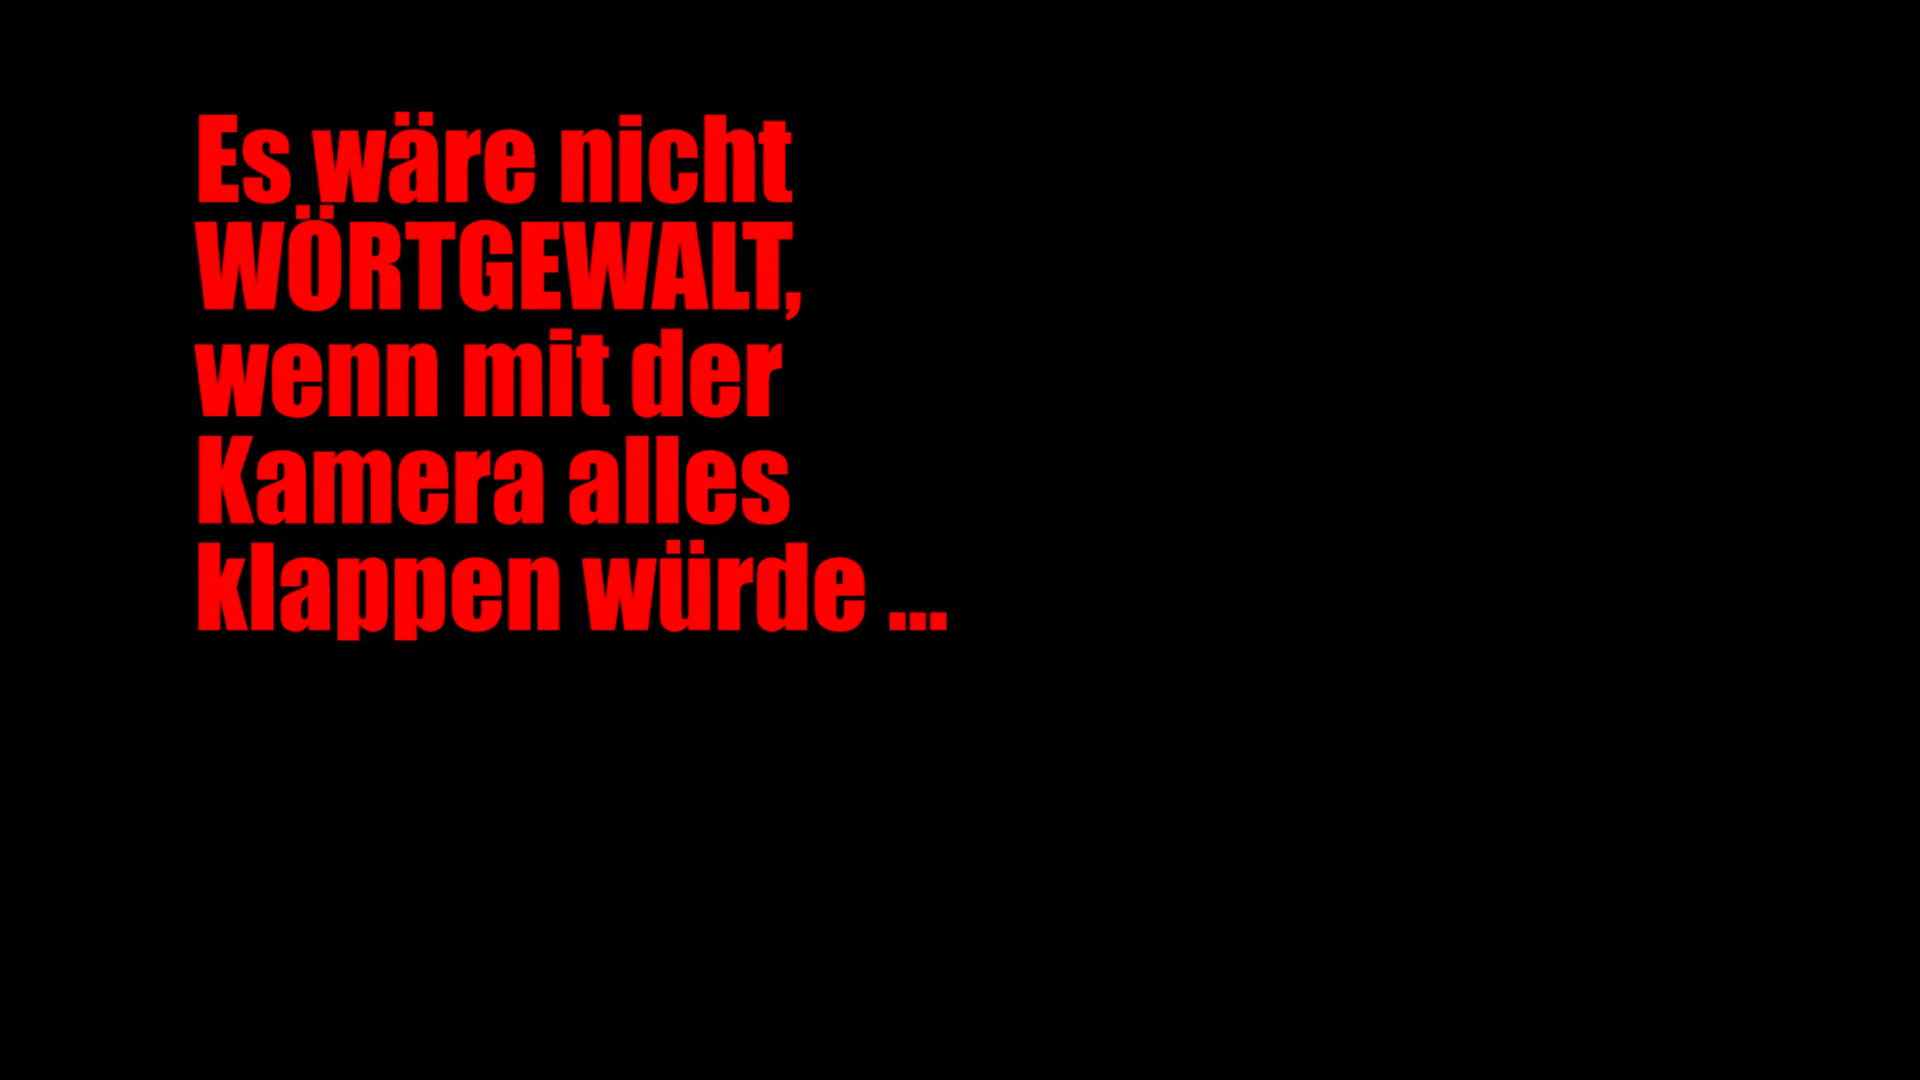 Es wäre nicht
WÖRTGEWALT,
wenn mit der
Kamera alles
klappen würde ...